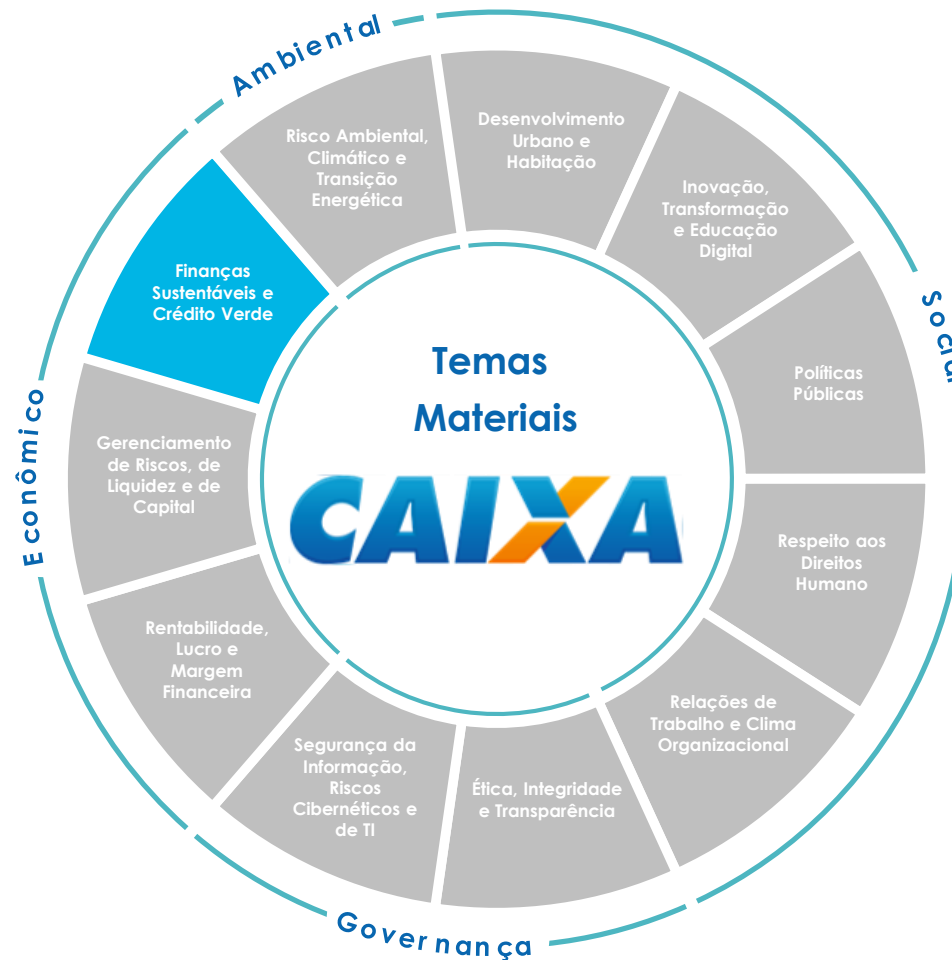 Ambiental
Risco Ambiental,
Climático e
Transição
Energética
Desenvolvimento
Urbano e
Habitação
Inovação,
Transformação
e Educação
Digital
Social
Políticas
Públicas
Respeito aos
Direitos
Humano
Relações de
Trabalho e Clima
Organizacional
Governança
Ética, Integridade
e Transparência
Segurança da
Informação,
Riscos
Cibernéticos e
de TI
Econômico
Rentabilidade,
Lucro e
Margem
Financeira
Gerenciamento
de Riscos, de
Liquidez e de
Capital
Finanças
Sustentáveis e
Crédito Verde
Temas
Materiais
CAIXA